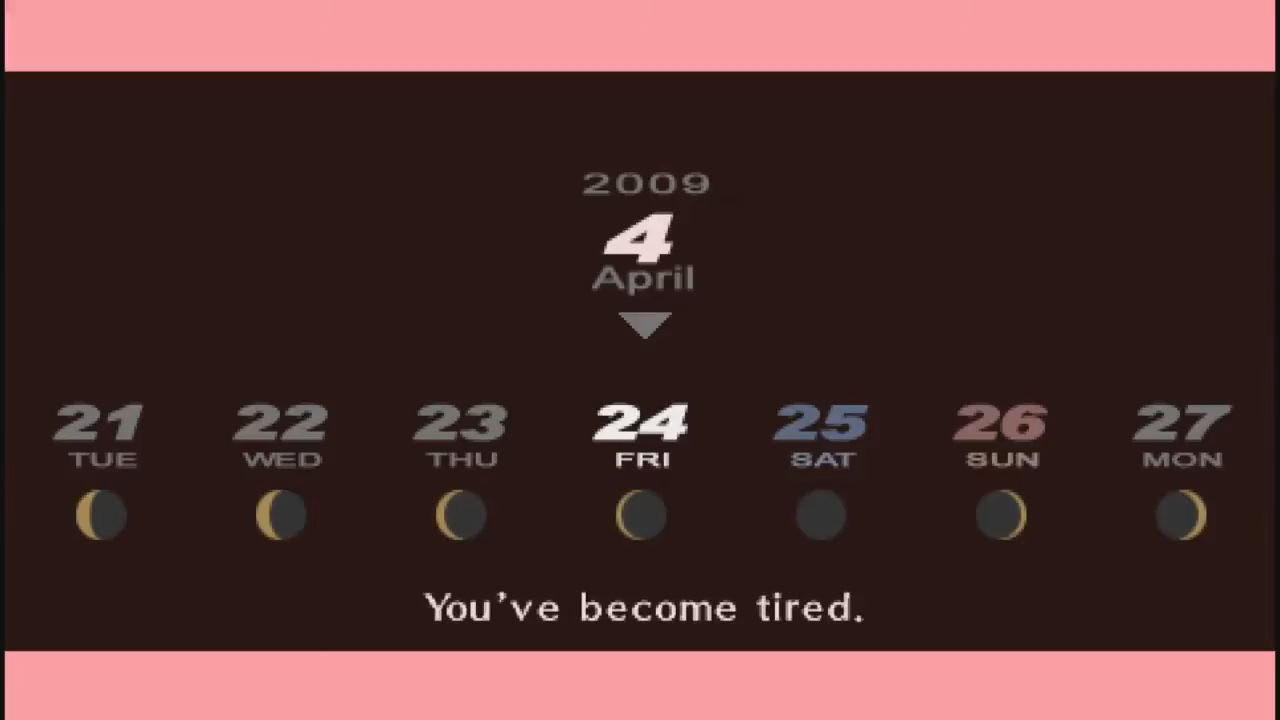 2009
4
April
21 22 23 24 25 26 27
TUE WED THU FRI SAT SUN MON
You've become tired.